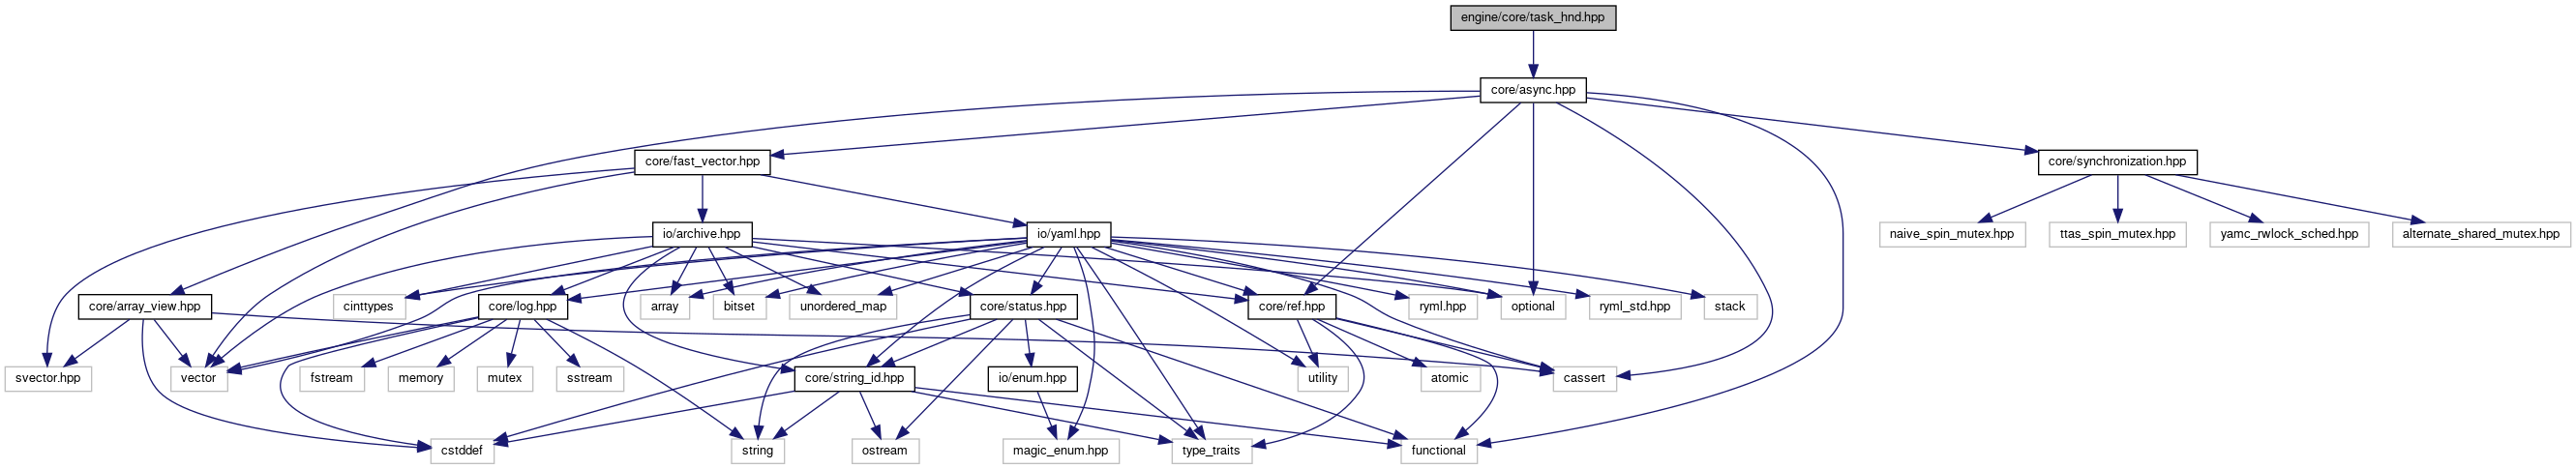 engine/core/task_hnd.hpp
core/async.hpp
core/fast_vector.hpp
core/synchronization.hpp
io/archive.hpp
io/yaml.hpp
naive_spin_mutex.hpp
ttas_spin_mutex.hpp
yamc_rwlock_sched.hpp
alternate_shared_mutex.hpp
core/array_view.hpp
cinttypes
core/log.hpp
array
bitset
unordered_map
core/status.hpp
core/ref.hpp
ryml.hpp
optional
ryml_std.hpp
stack
svector.hpp
vector
fstream
memory
mutex
sstream
core/string_id.hpp
io/enum.hpp
utility
atomic
cassert
cstddef
string
ostream
magic_enum.hpp
type_traits
functional